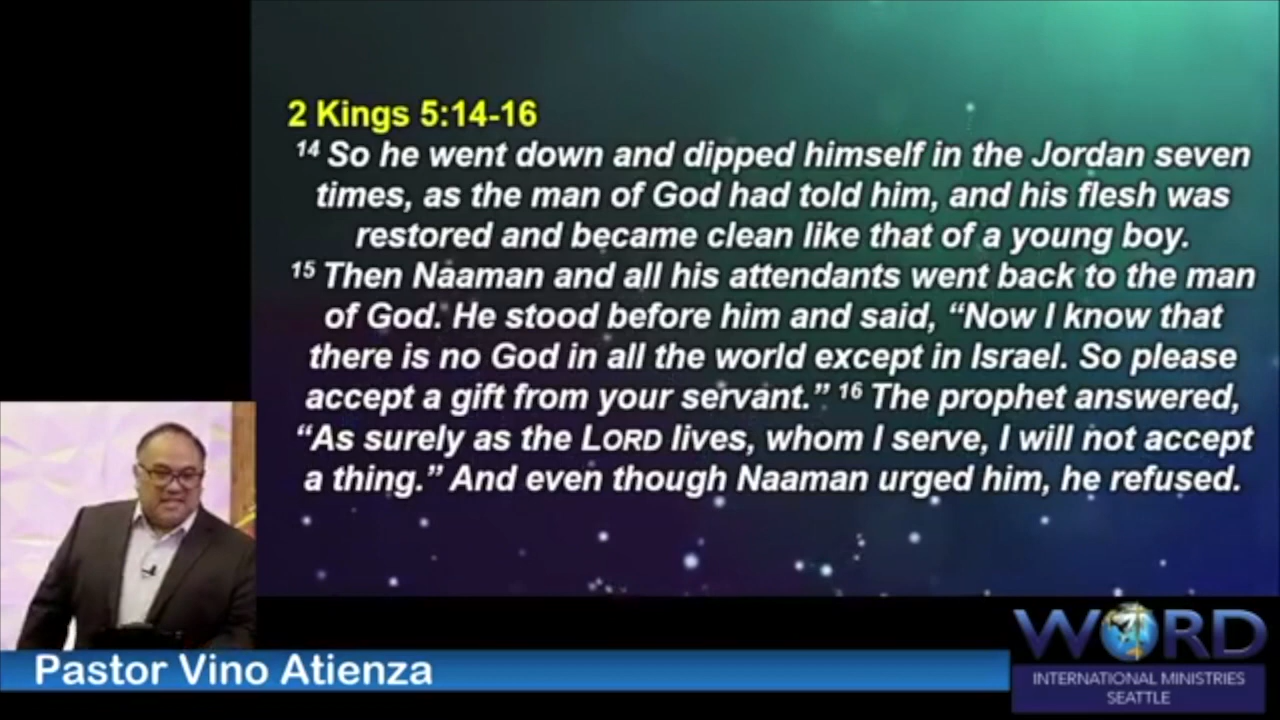 2 Kings 5:14-16
14 So he went down and dipped himself in the Jordan seven
times, as the man of God had told him, and his flesh was
restored and became clean like that of a young boy.
15 Then Naaman and all his attendants went back to the man
of God. He stood before him and said, “Now I know that
there is no God in all the world except in Israel. So please
accept a gift from your servant.” 16 The prophet answered,
“As surely as the LORD lives, whom I serve, I will not accept
a thing.” And even though Naaman urged him, he refused.
Pastor Vino Atienza
WORD
INTERNATIONAL MINISTRIES
SEATTLE